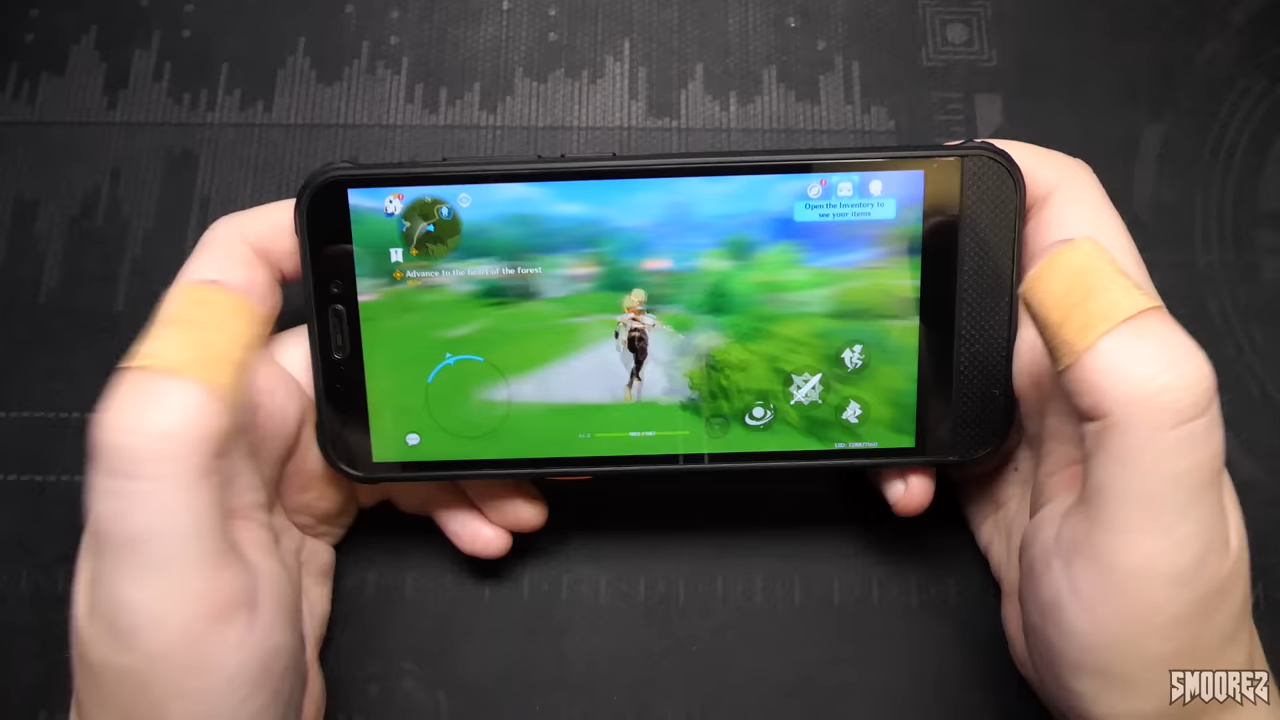 Open the Inventory to
see your items
Advance to the heart of the forest
SMOOREZ